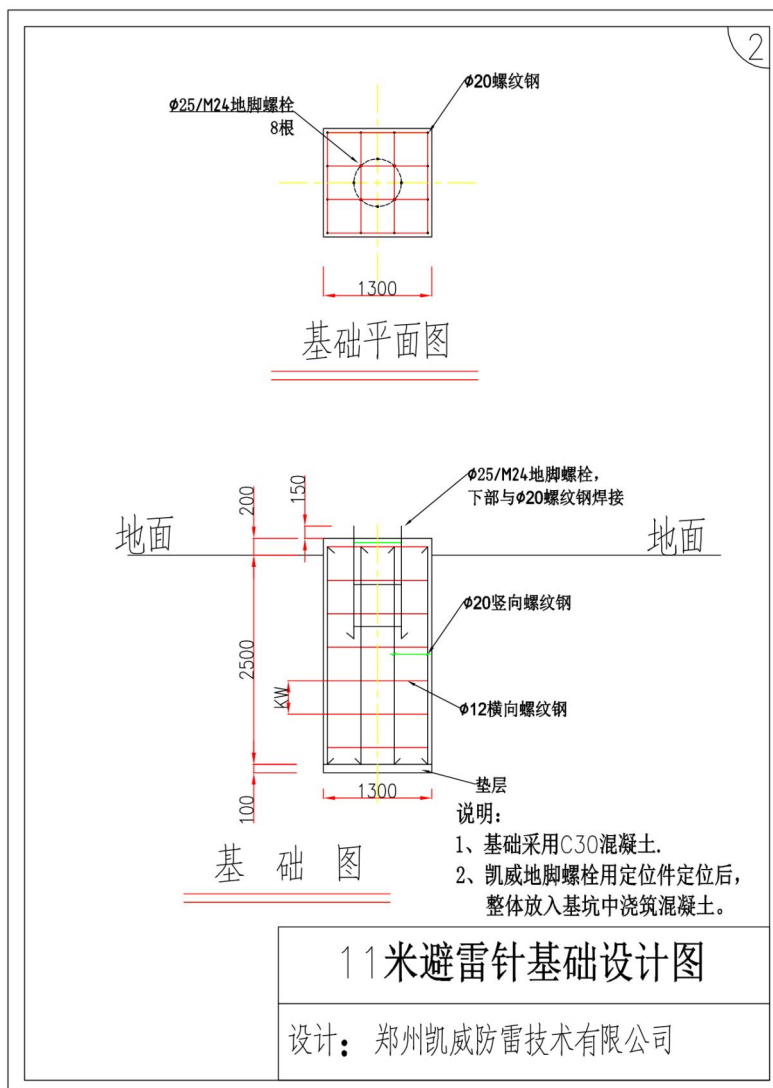 2
ϕ20螺纹钢
ϕ25/M24地脚螺栓
8根
1300
基础平面图
ϕ25/M24地脚螺栓，
下部与ϕ20螺纹钢焊接
150
200
地面
地面
ϕ20竖向螺纹钢
2500
KW
ϕ12横向螺纹钢
垫层
1300
100
说明：
1、基础采用C30混凝土.
2、凯威地脚螺栓用定位件定位后，
整体放入基坑中浇筑混凝土。
基 础 图
11米避雷针基础设计图
设计：郑州凯威防雷技术有限公司